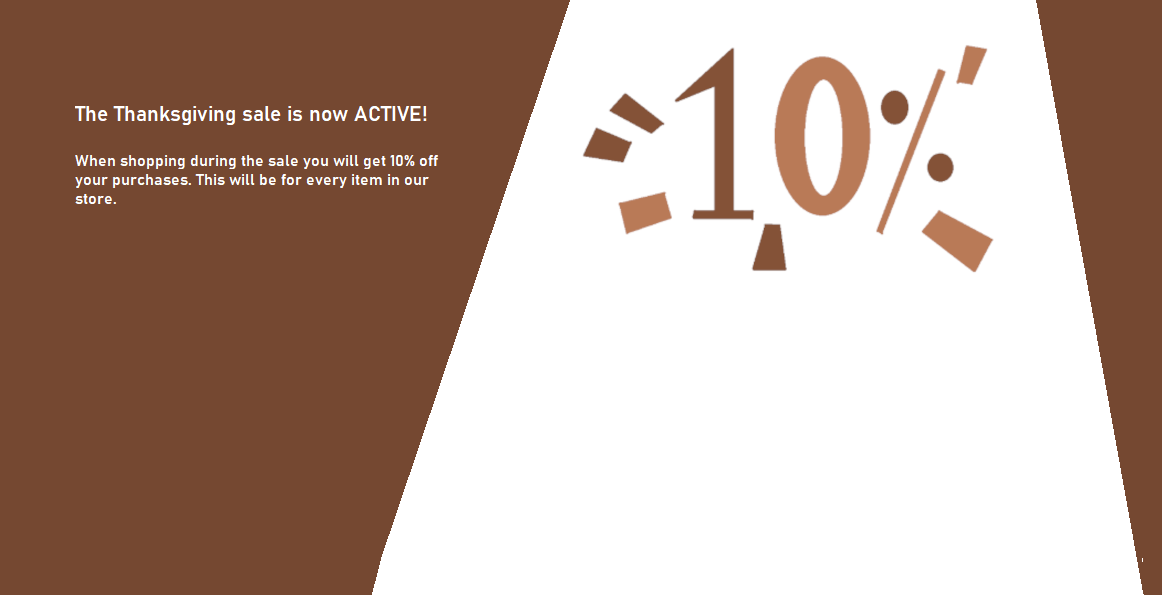 The Thanksgiving sale is now ACTIVE!
When shopping during the sale you will get 10% off
your purchases. This will be for every item in our
store.
10%